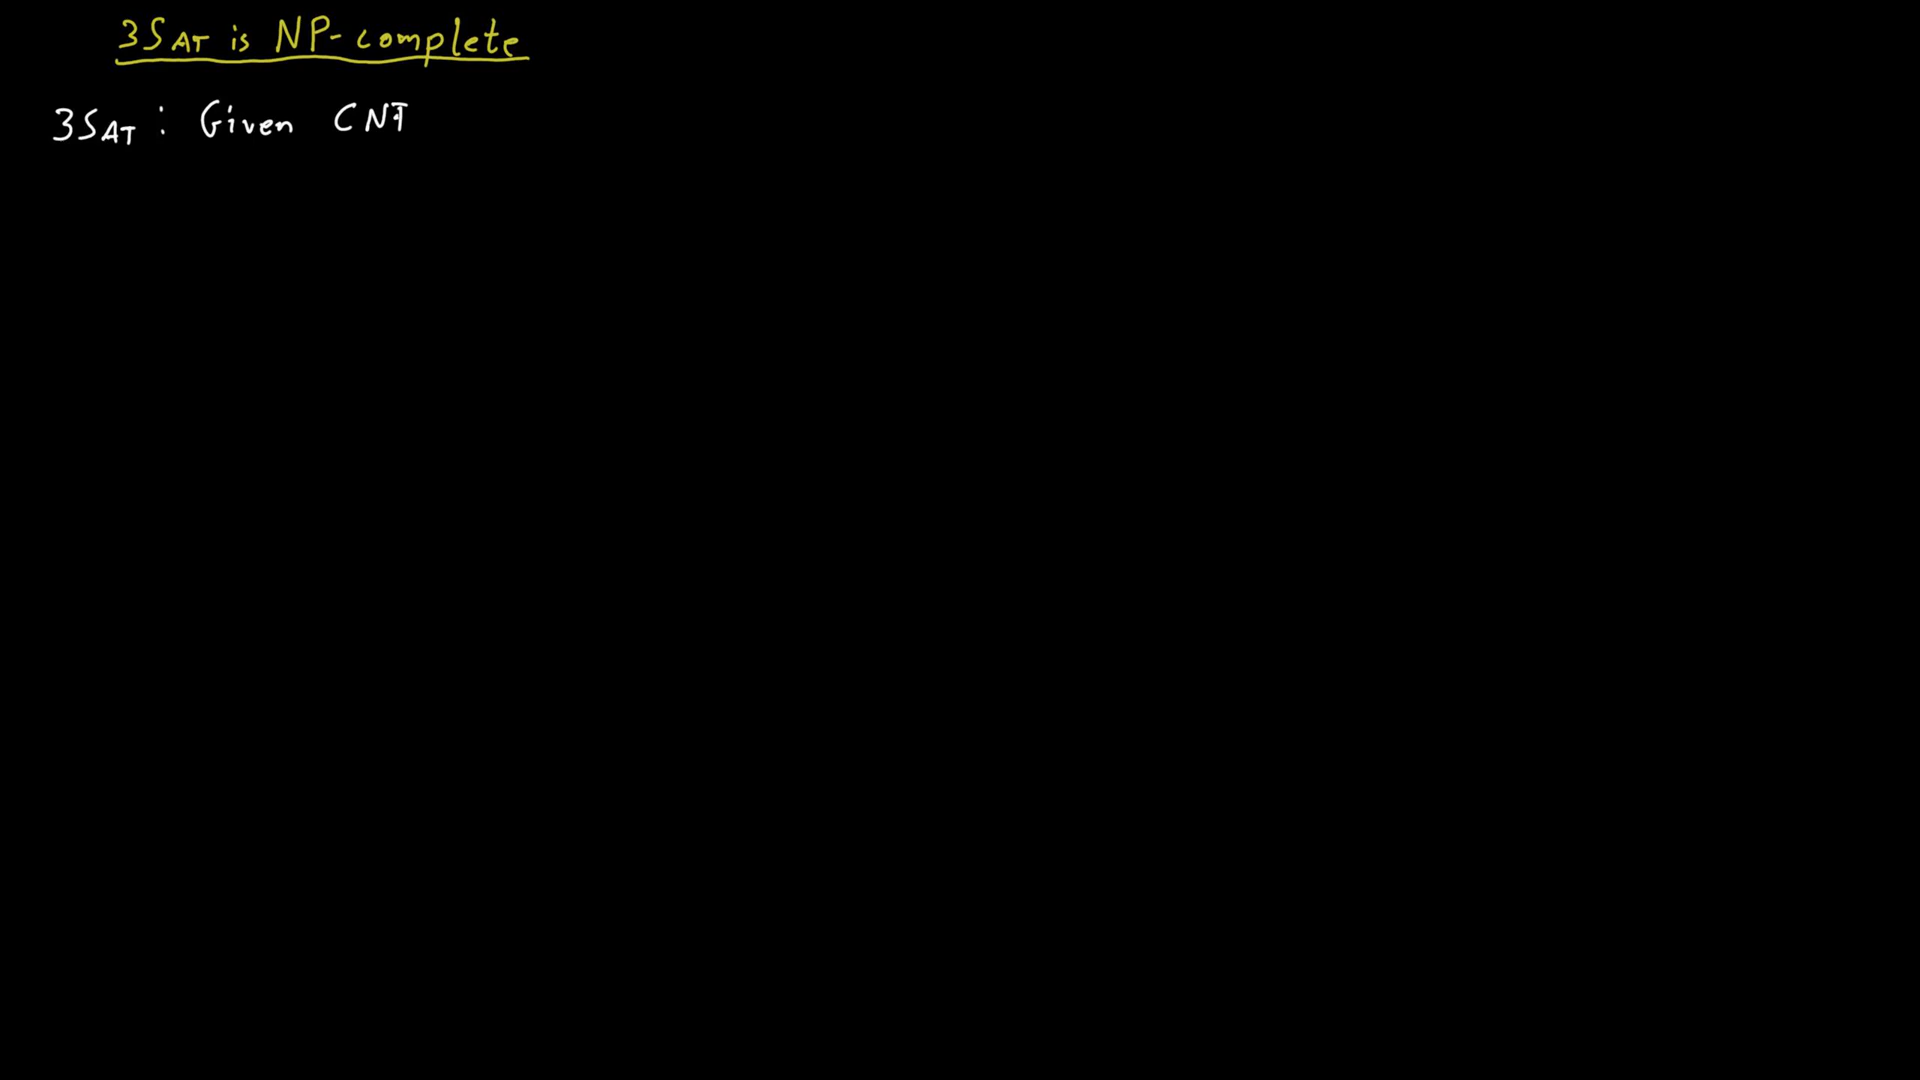 3SAT is NP-complete
3SAT : Given CNF